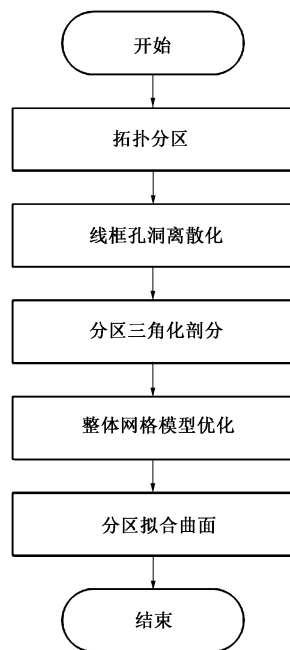 开始
拓扑分区
线框孔洞离散化
分区三角化剖分
整体网格模型优化
分区拟合曲面
结束